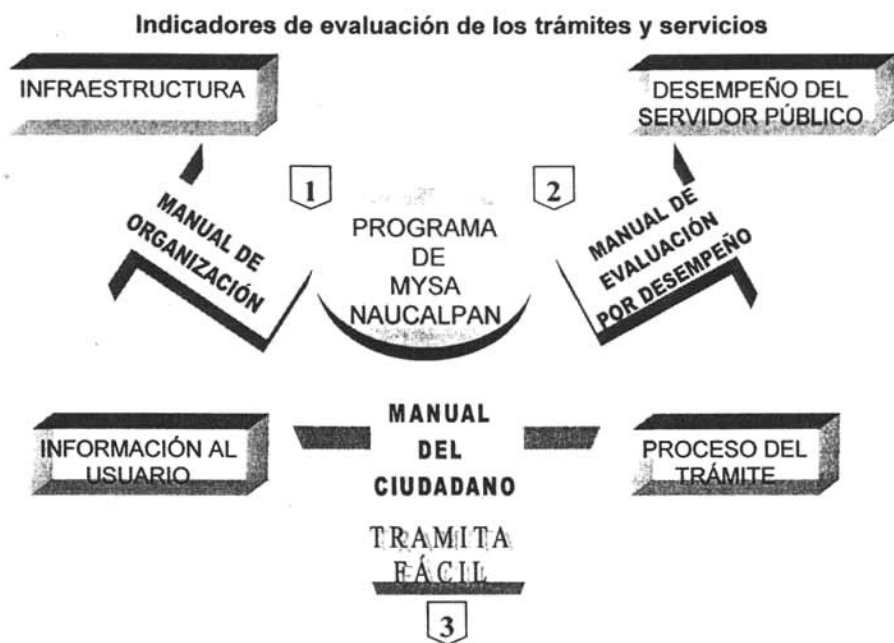 Indicadores de evaluación de los trámites y servicios
INFRAESTRUCTURA
DESEMPEÑO DEL
SERVIDOR PÚBLICO
1
2
MANUAL DE
ORGANIZACIÓN
PROGRAMA
DE
MYSA
NAUCALPAN
MANUAL DE
EVALUACIÓN
POR DESEMPEÑO
INFORMACIÓN AL
USUARIO
MANUAL
DEL
CIUDADANO
PROCESO DEL
TRÁMITE
TRAMITA
FÁCIL
3